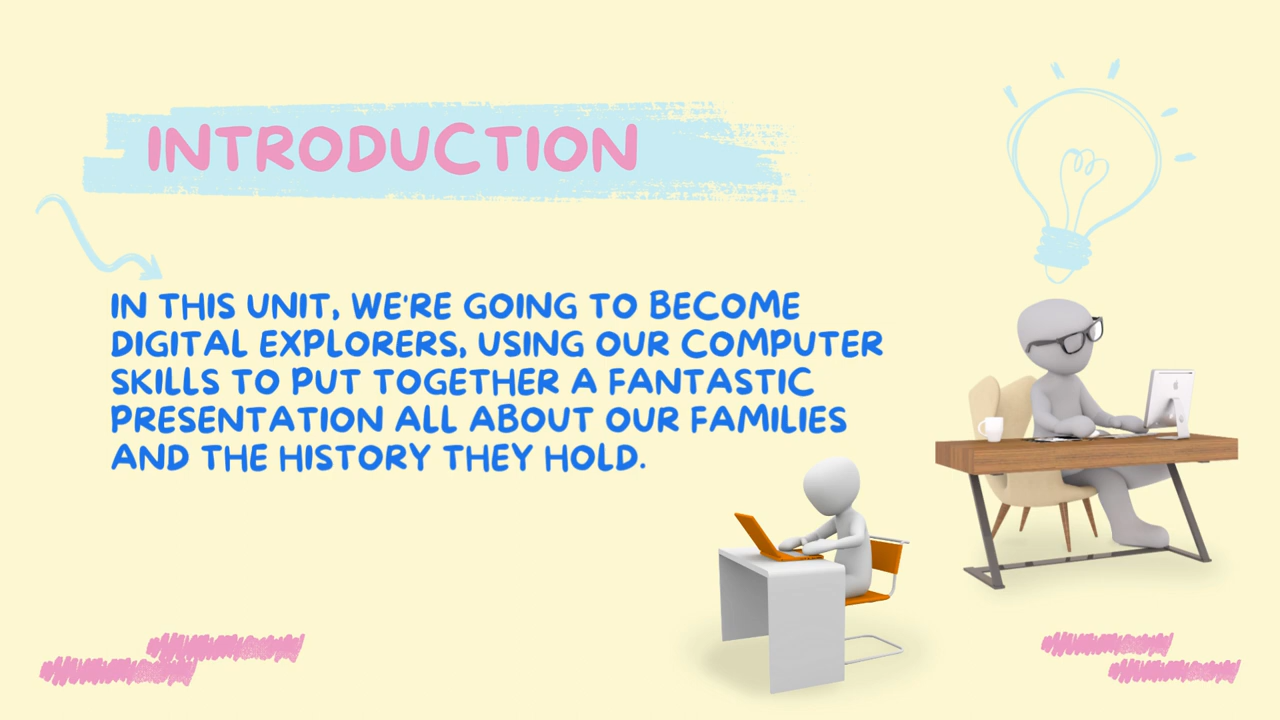 INTRODUCTION
IN THIS UNIT, WE'RE GOING TO BECOME
DIGITAL EXPLORERS, USING OUR COMPUTER
SKILLS TO PUT TOGETHER A FANTASTIC
PRESENTATION ALL ABOUT OUR FAMILIES
AND THE HISTORY THEY HOLD.